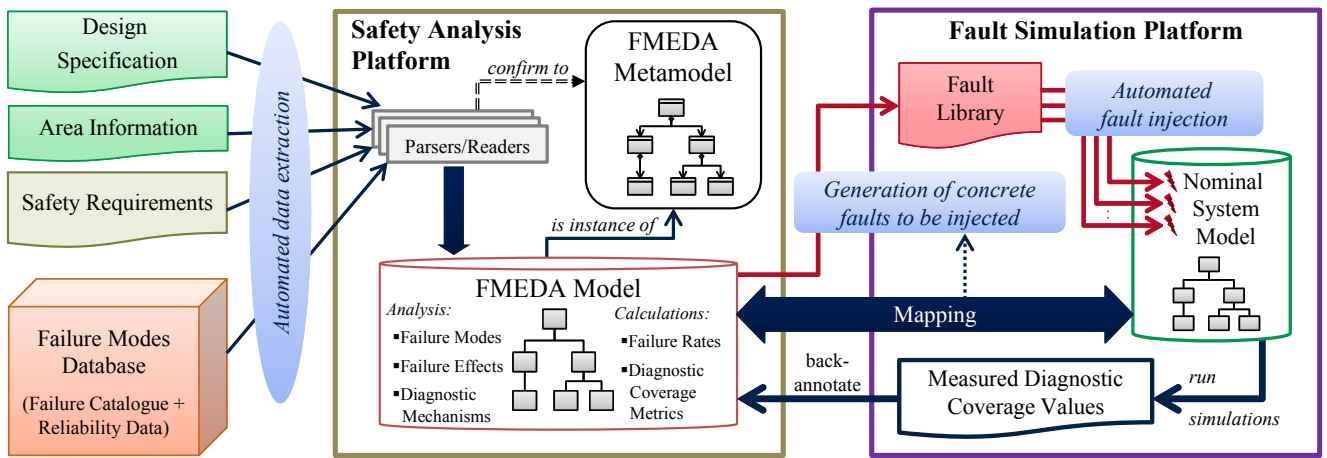 Design
Specification
Area Information
Safety Requirements
Failure Modes
Database
(Failure Catalogue +
Reliability Data)
Automated data extraction
Safety Analysis
Platform
confirm to
Parsers/Readers
FMEDA
Metamodel
is instance of
FMEDA Model
Analysis:
▪Failure Modes
▪Failure Effects
▪Diagnostic
Mechanisms
Calculations:
▪Failure Rates
▪Diagnostic
Coverage
Metrics
Fault Simulation Platform
Fault
Library
Automated
fault injection
Generation of concrete
faults to be injected
Nominal
System
Model
Mapping
back-
annotate
Measured Diagnostic
Coverage Values
run
simulations